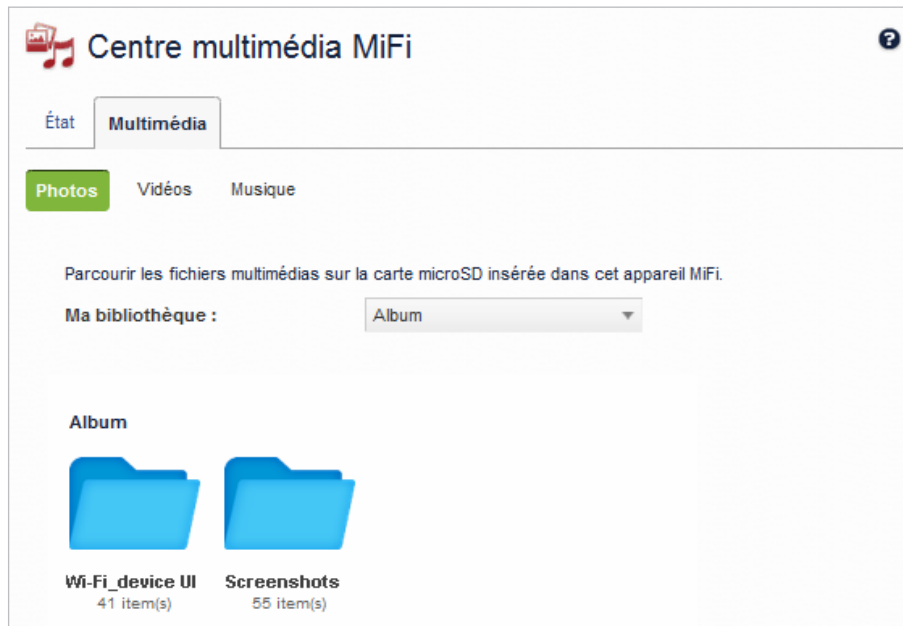 Centre multimédia MiFi
?
État Multimédia
Photos Vidéos Musique
Parcourir les fichiers multimédias sur la carte microSD insérée dans cet appareil MiFi.
Ma bibliothèque : Album
Album
Wi-Fi_device UI Screenshots
41 item(s) 55 item(s)